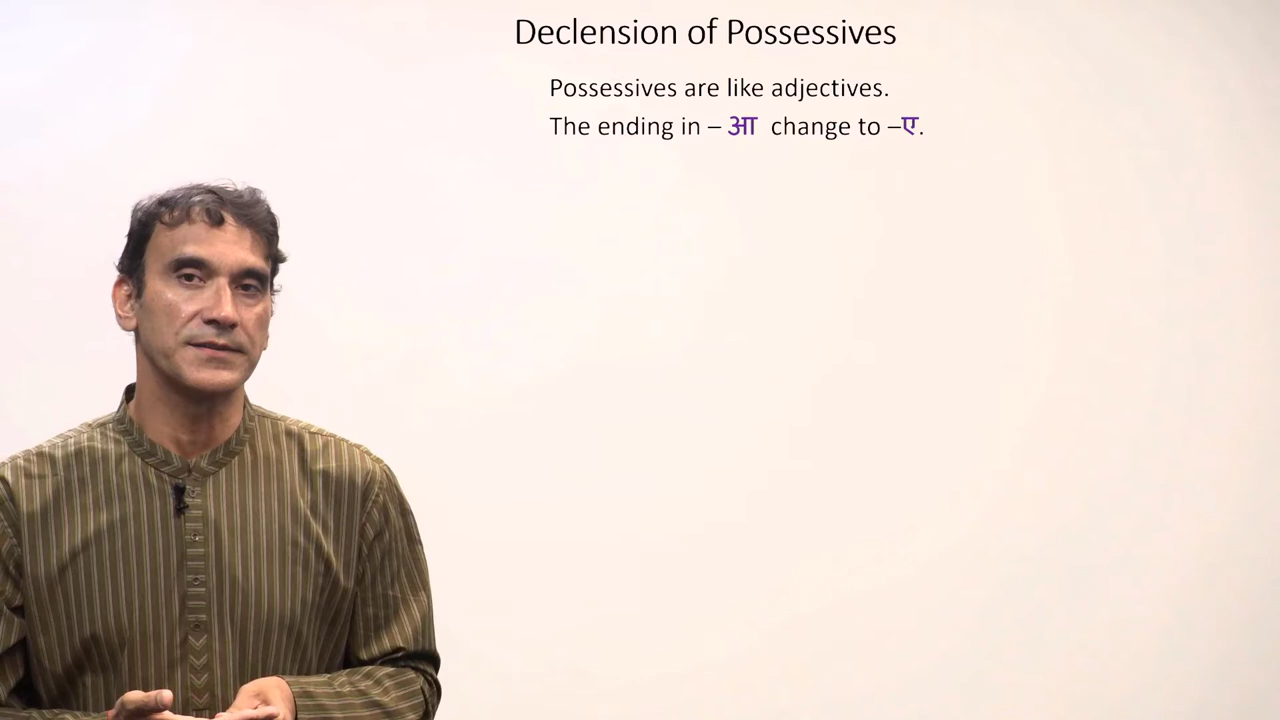 Declension of Possessives
Possessives are like adjectives.
The ending in – आ change to –ए.